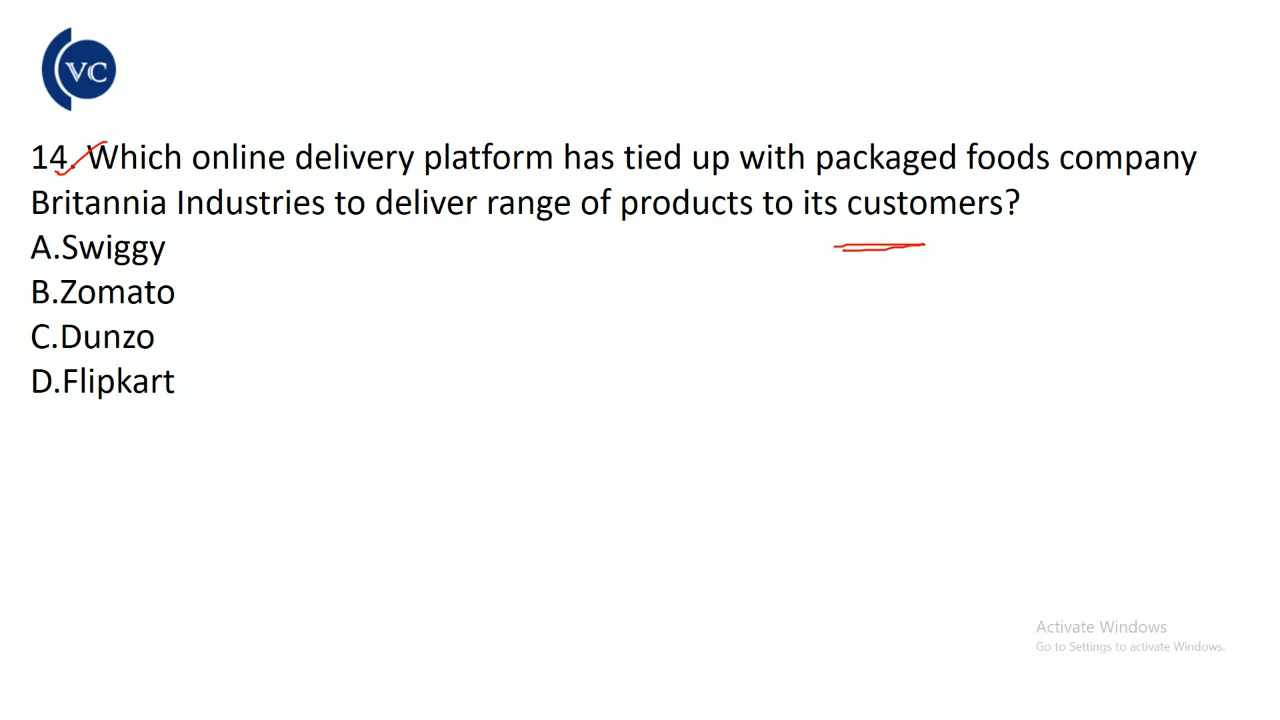 VC
14. Which online delivery platform has tied up with packaged foods company
Britannia Industries to deliver range of products to its customers?
A.Swiggy
B.Zomato
C.Dunzo
D.Flipkart
Activate Windows
Go to Settings to activate Windows.